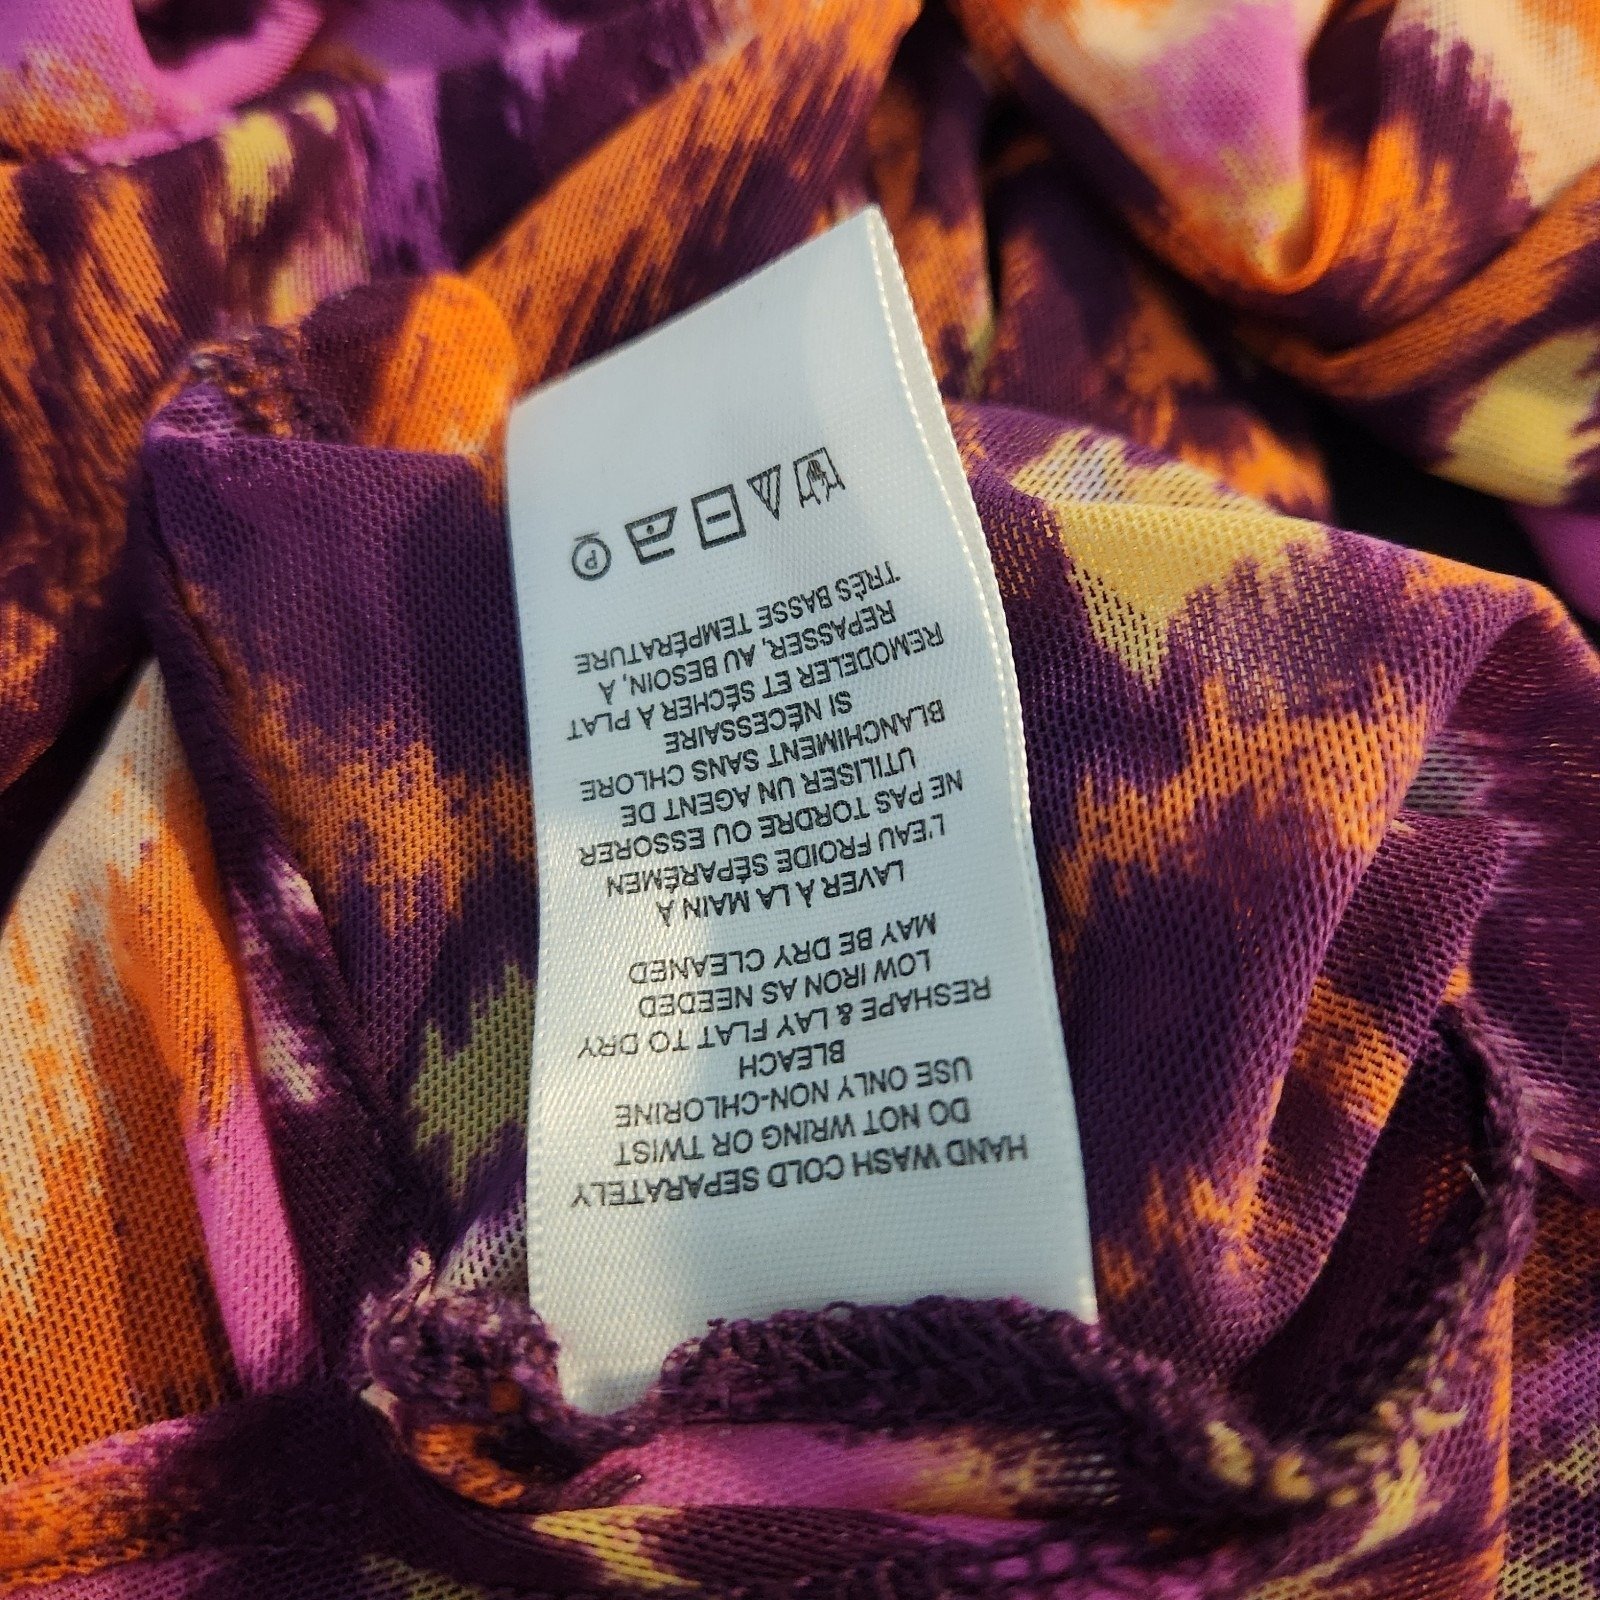 HAND WASH COLD SEPARATELY
DO NOT WRING OR TWIST
USE ONLY NON-CHLORINE
BLEACH
RESHAPE & LAY FLAT TO DRY
LOW IRON AS NEEDED
MAY BE DRY CLEANED
LAVER À LA MAIN À
L'EAU FROIDE SÉPARÉMEN
NE PAS TORDRE OU ESSORER
UTILISER UN AGENT DE
BLANCHIMENT SANS CHLORE
SI NÉCESSAIRE
REMODELER ET SÉCHER À PLAT
REPASSER, AU BESOIN, À
TRÉS BASSE TEMPÉRATURE
P